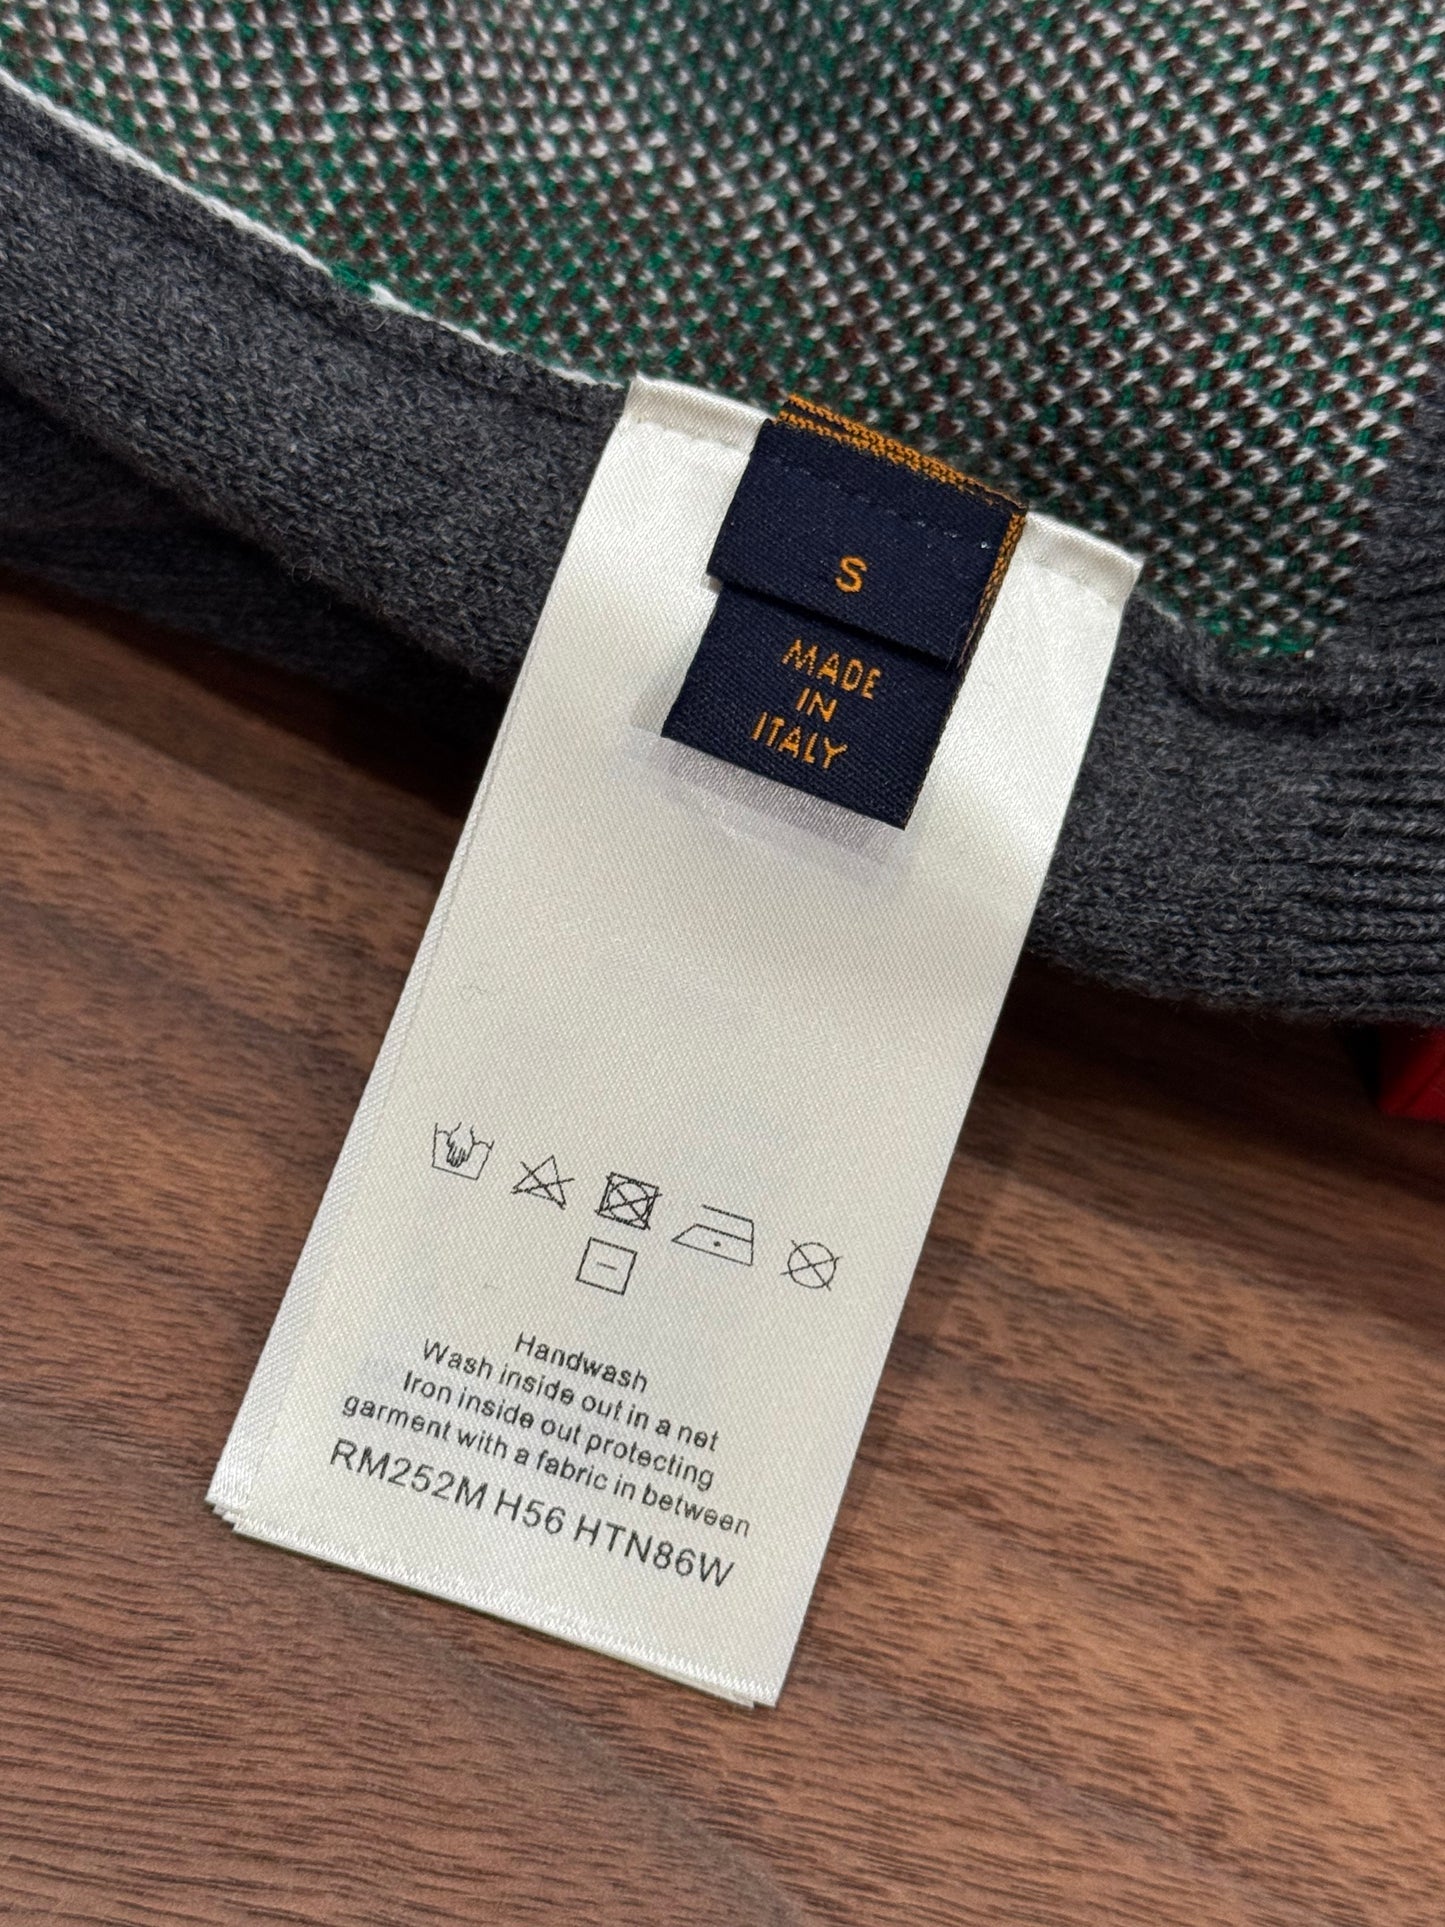 S
MADE
IN
ITALY
Handwash
Wash inside out in a net
Iron inside out protecting
garment with a fabric in between
RM252M H56 HTN86W